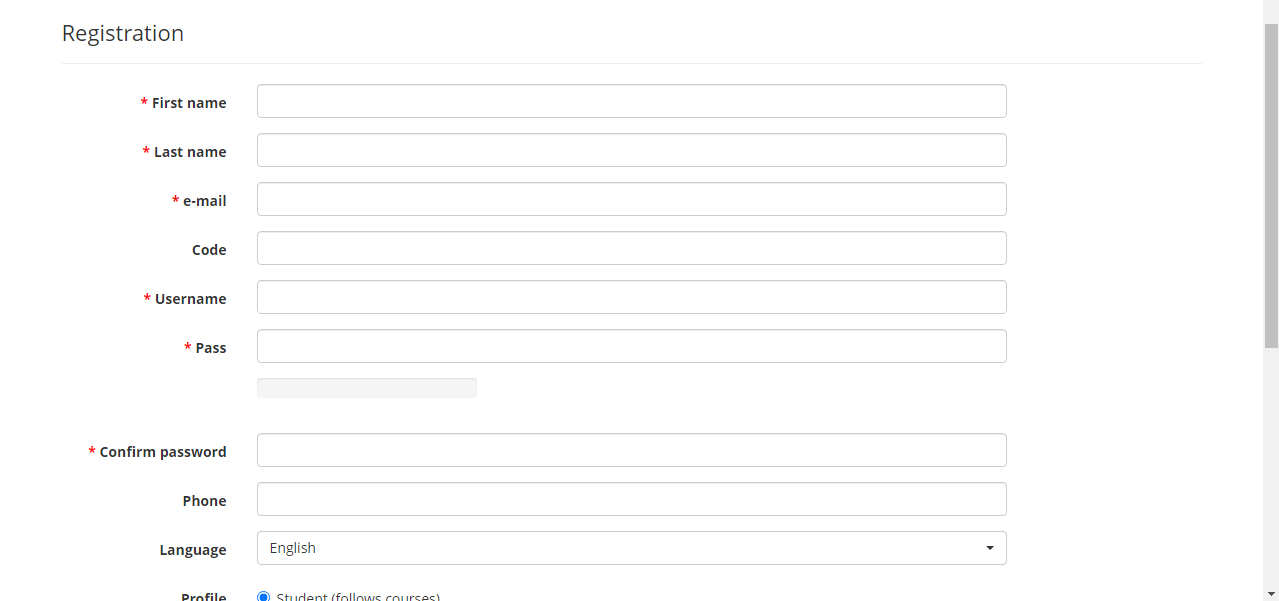 Registration
* First name
* Last name
* e-mail
Code
* Username
* Pass
* Confirm password
Phone
Language English
Profile Student (follows courses)